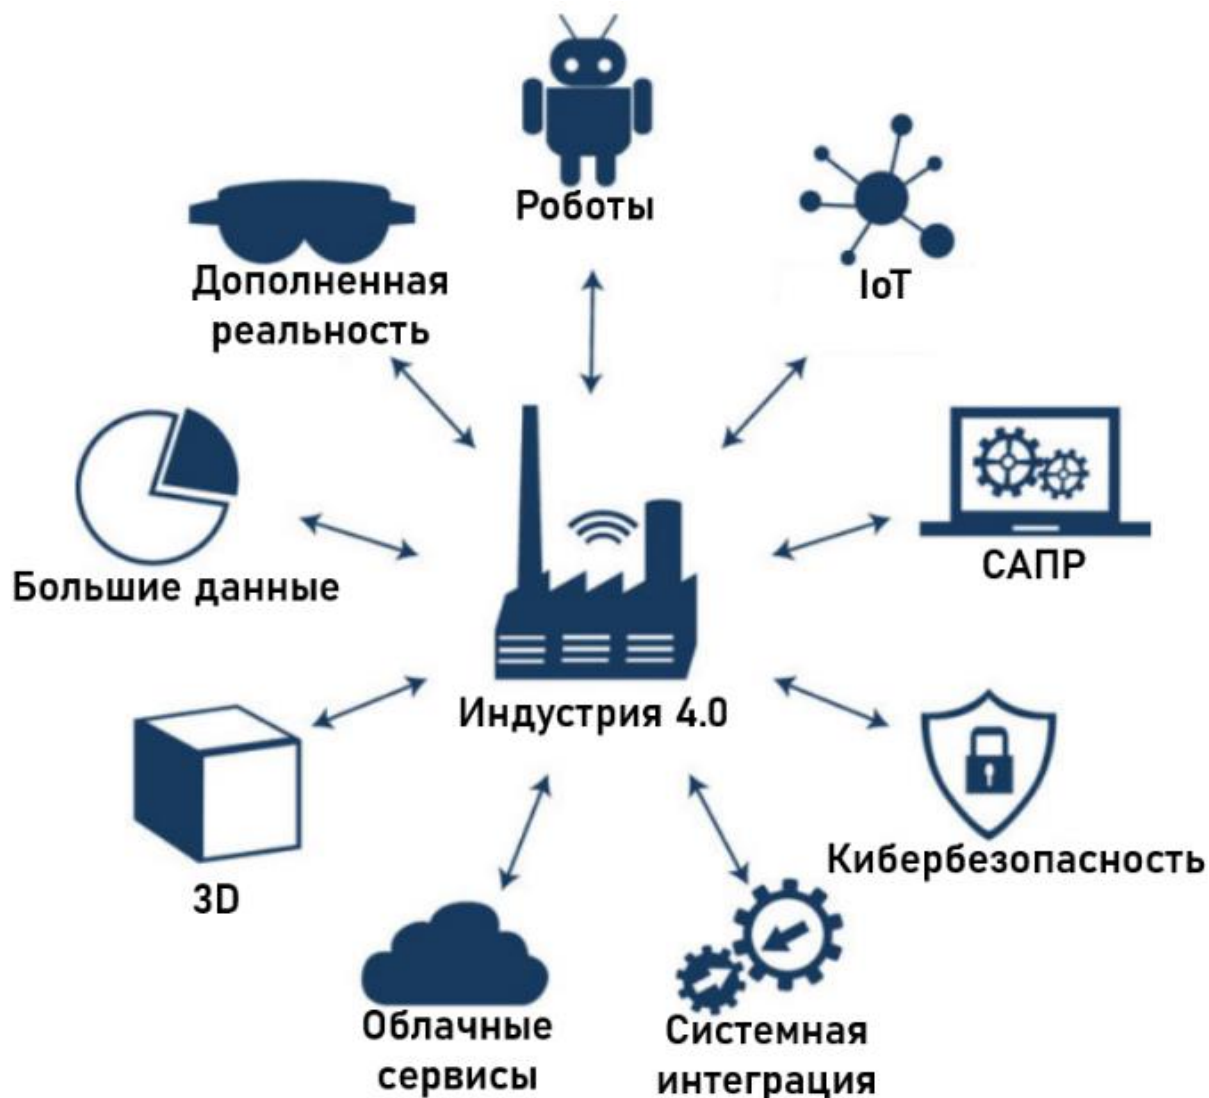 Роботы
Дополненная
реальность
IoT
Большие данные
САПР
Индустрия 4.0
3D
Кибербезопасность
Облачные
сервисы
Системная
интеграция